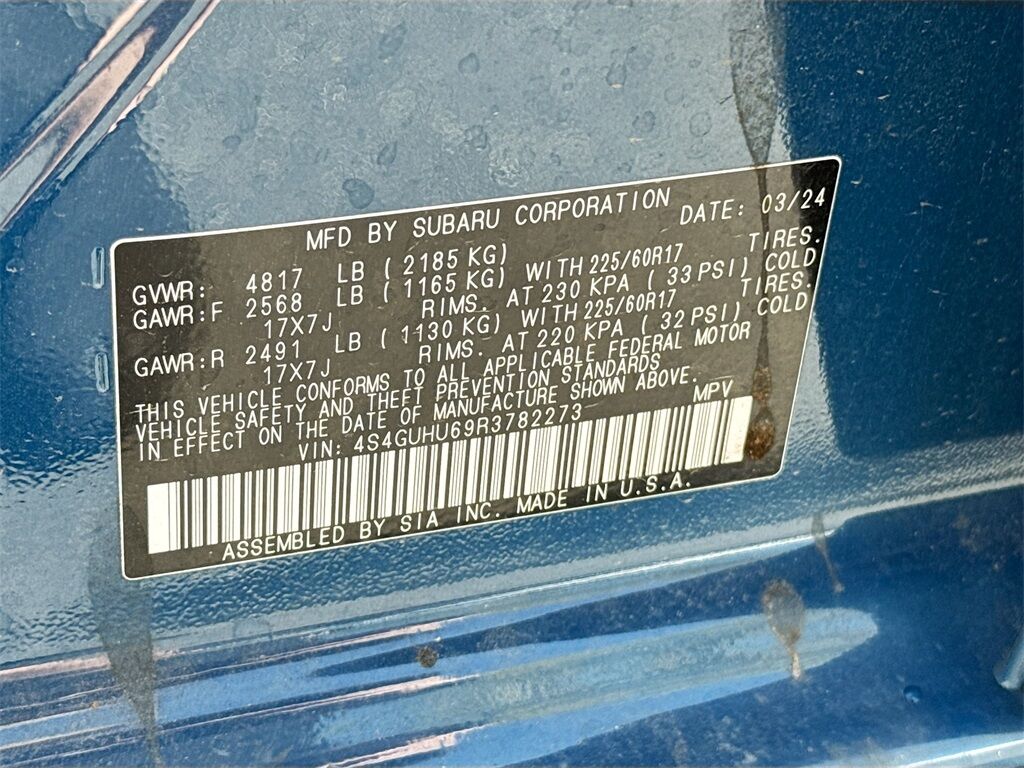 MFD BY SUBARU CORPORATION DATE: 03/24
GVWR: 4817 LB ( 2185 KG)
GAWR:F 2568 LB ( 1165 KG) WITH 225/60R17 TIRES.
17X7J RIMS. AT 230 KPA ( 33 PSI) COLD
GAWR:R 2491 LB ( 1130 KG) WITH 225/60R17 TIRES.
17X7J RIMS. AT 220 KPA ( 32 PSI) COLD
THIS VEHICLE CONFORMS TO ALL APPLICABLE FEDERAL MOTOR
VEHICLE SAFETY AND THEFT PREVENTION STANDARDS
IN EFFECT ON THE DATE OF MANUFACTURE SHOWN ABOVE.
VIN: 4S4GUHU69R3782273 MPV
ASSEMBLED BY SIA INC. MADE IN U.S.A.